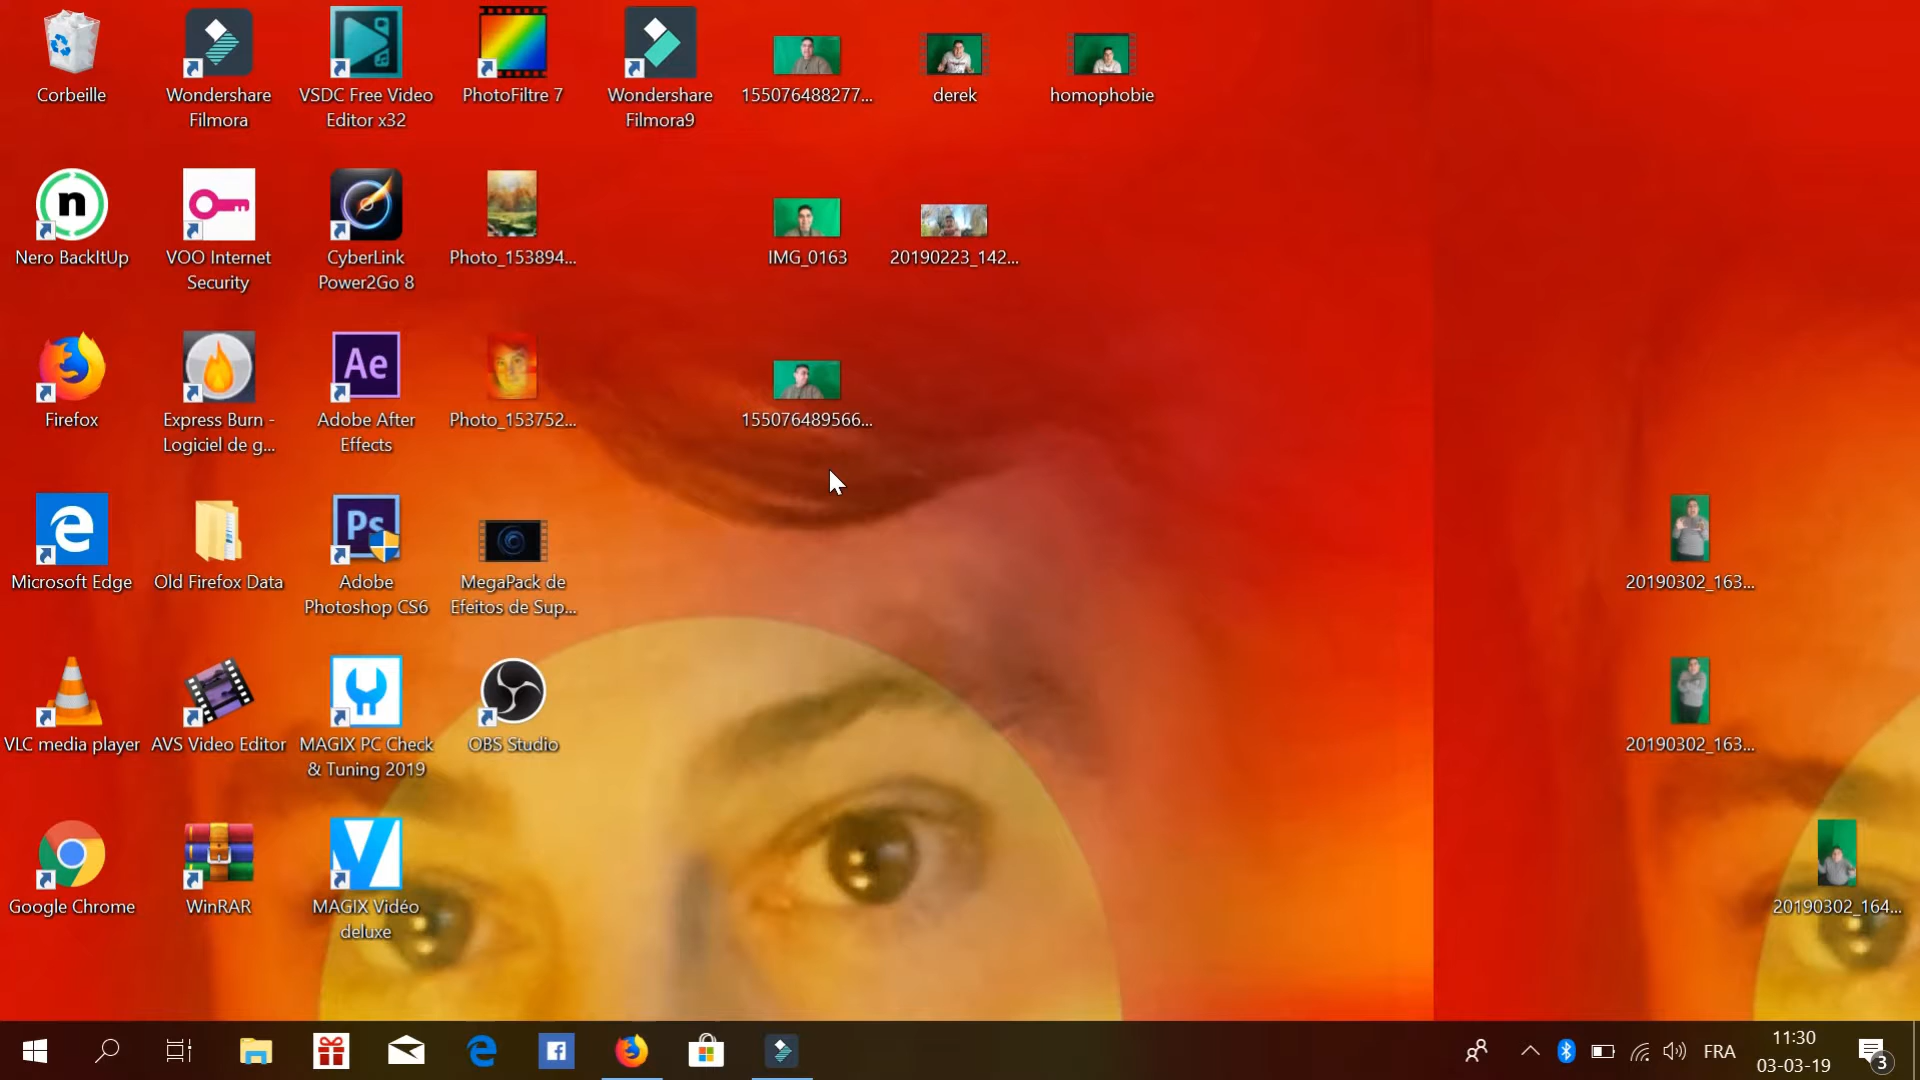 Corbeille
Wondershare
Filmora
VSDC Free Video
Editor x32
PhotoFiltre 7
Wondershare
Filmora9
155076488277...
derek
homophobie
n
Nero BackItUp
VOO Internet
Security
CyberLink
Power2Go 8
Photo_153894...
IMG_0163
20190223_142...
Firefox
Express Burn -
Logiciel de g...
Ae
Adobe After
Effects
Photo_153752...
155076489566...
Microsoft Edge
Old Firefox Data
Ps
Adobe
Photoshop CS6
MegaPack de
Efeitos de Sup...
20190302_163...
VLC media player
AVS Video Editor
MAGIX PC Check
& Tuning 2019
OBS Studio
20190302_163...
Google Chrome
WinRAR
MAGIX Vidéo
deluxe
20190302_164...
FRA
11:30
03-03-19
3